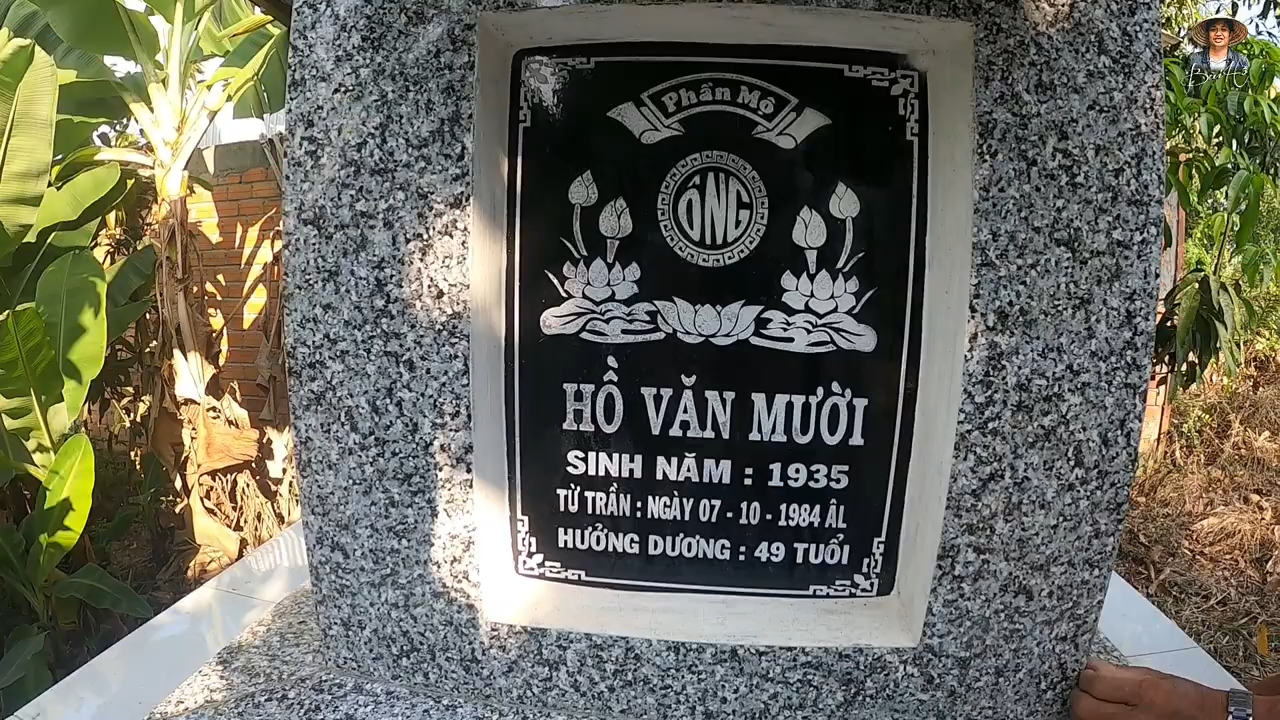 Phần Mộ
ÔNG
HỒ VĂN MƯỜI
SINH NĂM : 1935
TỪ TRẦN : NGÀY 07 - 10 - 1984 ÂL
HƯỞNG DƯƠNG : 49 TUỔI